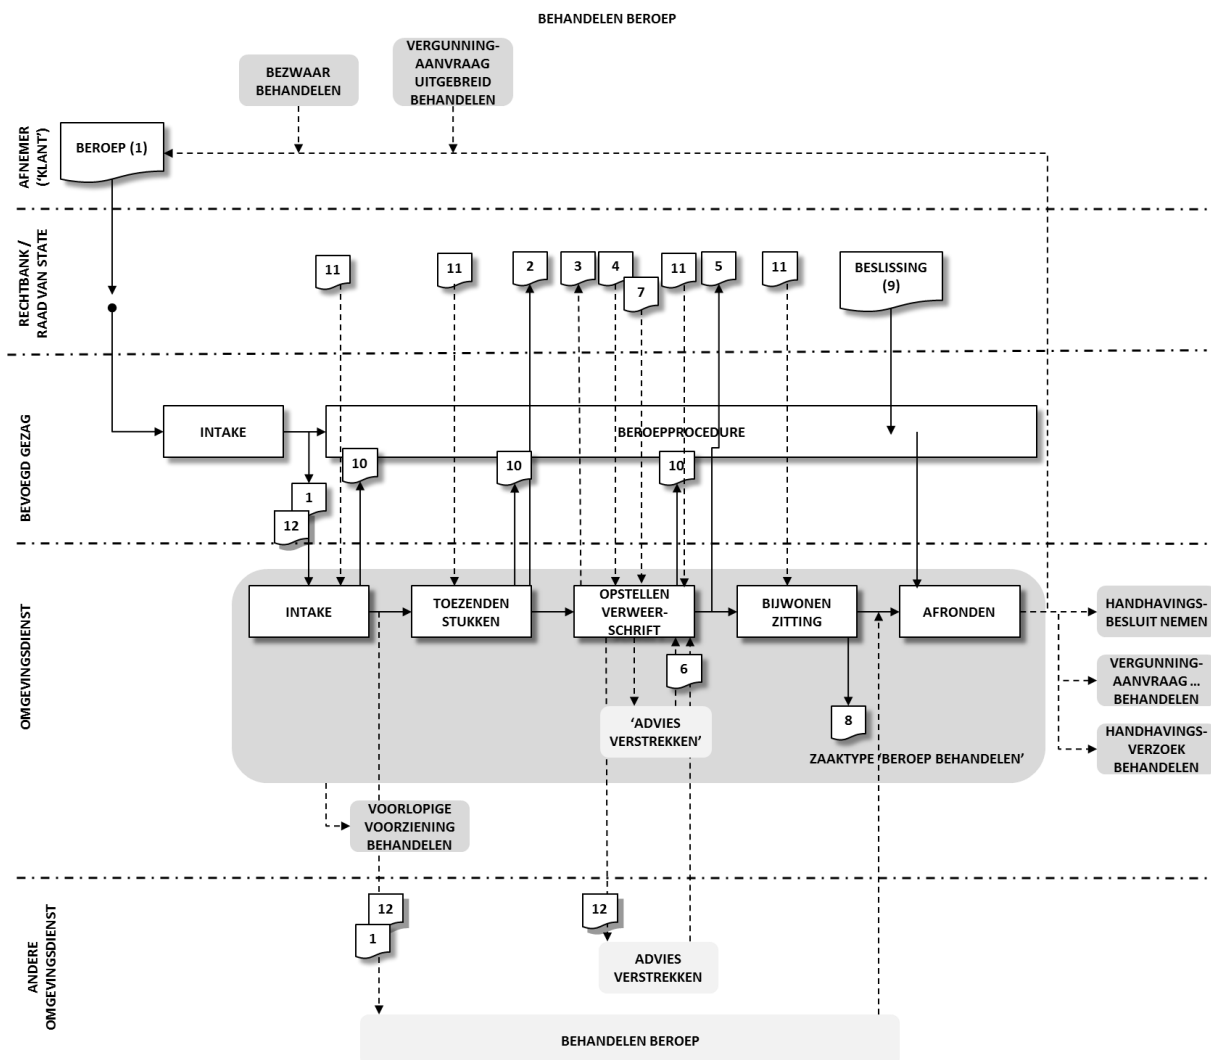 BEHANDELEN BEROEP
BEZWAAR
BEHANDELEN
VERGUNNING-
AANVRAAG
UITGEBREID
BEHANDELEN
AFNEMER
(‘KLANT’)
BEROEP (1)
RECHTBANK /
RAAD VAN STATE
11
11
2
3
4
7
11
5
11
BESLISSING
(9)
BEVOEGD GEZAG
INTAKE
BEROEPPROCEDURE
10
10
10
1
12
OMGEVINGSDIENST
INTAKE
TOEZENDEN
STUKKEN
OPSTELLEN
VERWEER-
SCHRIFT
BIJWONEN
ZITTING
AFRONDEN
HANDHAVINGS-
BESLUIT NEMEN
6
VERGUNNING-
AANVRAAG ...
BEHANDELEN
‘ADVIES
VERSTREKKEN’
8
HANDHAVINGS-
VERZOEK
BEHANDELEN
ZAAKTYPE ‘BEROEP BEHANDELEN’
VOORLOPIGE
VOORZIENING
BEHANDELEN
ANDERE
OMGEVINGSDIENST
12
1
12
ADVIES
VERSTREKKEN
BEHANDELEN BEROEP